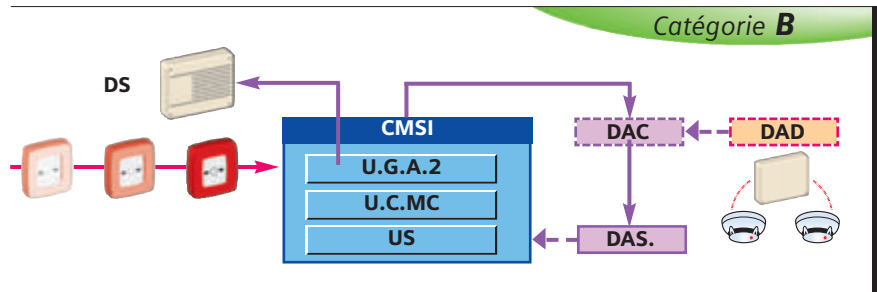 Catégorie B
DS
CMSI
DAC
DAD
U.G.A.2
U.C.MC
US
DAS.